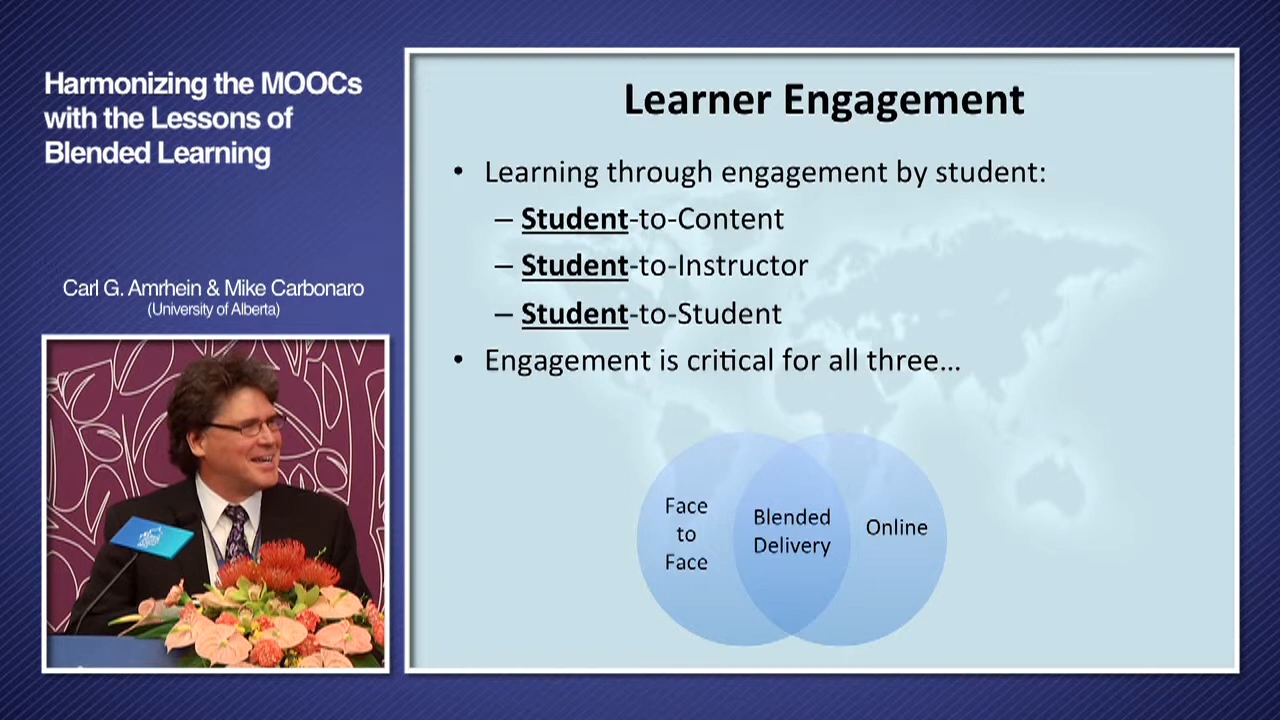 Harmonizing the MOOCs
with the Lessons of
Blended Learning
Carl G. Amrhein & Mike Carbonaro
(University of Alberta)
Learner Engagement
• Learning through engagement by student:
– Student-to-Content
– Student-to-Instructor
– Student-to-Student
• Engagement is critical for all three...
Face
to
Face
Blended
Delivery
Online